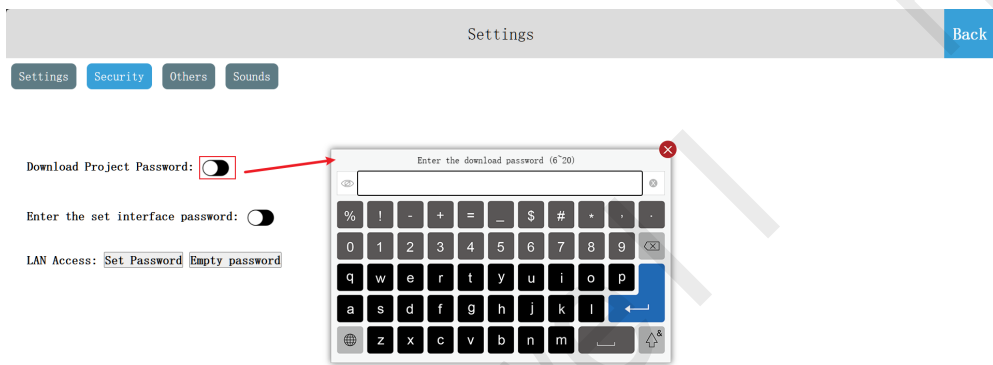 Settings
Back
Settings Security Others Sounds
Download Project Password:
Enter the download password (6~20)
Enter the set interface password:
LAN Access: Set Password Empty password
% ! - + = _ $ # * , .
0 1 2 3 4 5 6 7 8 9
q w e r t y u i o p
a s d f g h j k l
z x c v b n m &